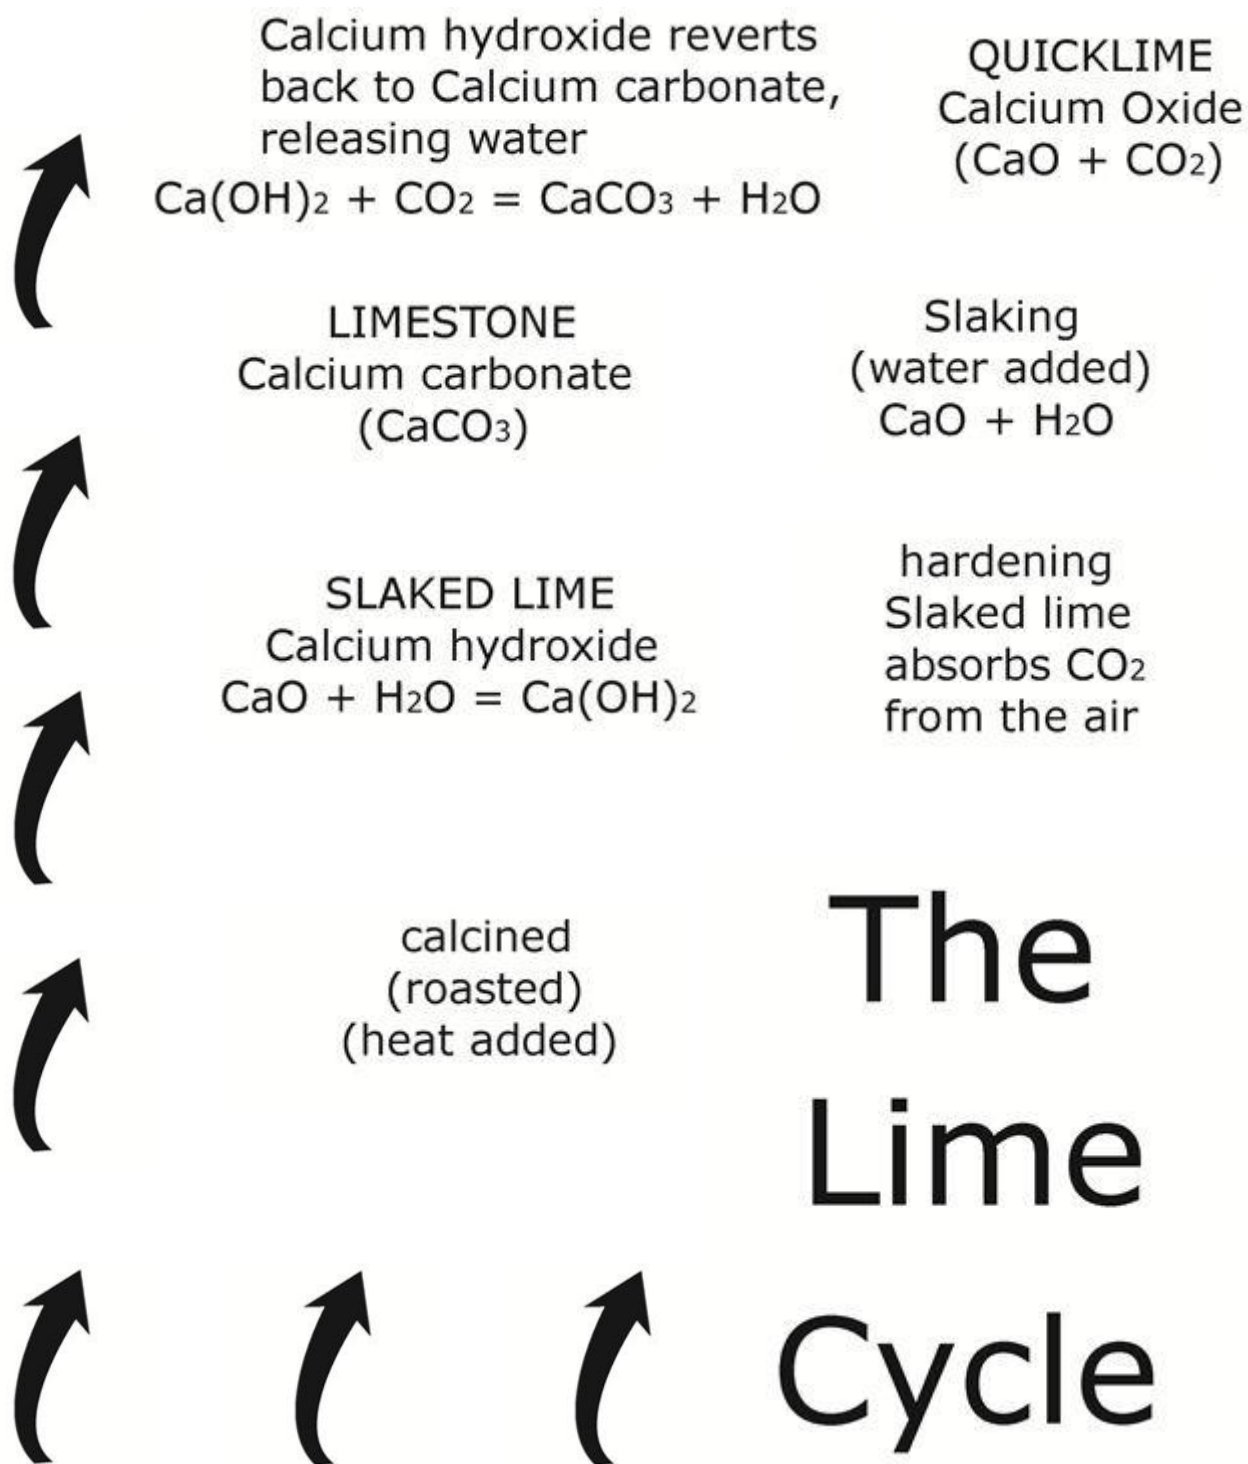 Calcium hydroxide reverts
back to Calcium carbonate,
releasing water
Ca(OH)2 + CO2 = CaCO3 + H2O
QUICKLIME
Calcium Oxide
(CaO + CO2)
LIMESTONE
Calcium carbonate
(CaCO3)
Slaking
(water added)
CaO + H2O
SLAKED LIME
Calcium hydroxide
CaO + H2O = Ca(OH)2
hardening
Slaked lime
absorbs CO2
from the air
calcined
(roasted)
(heat added)
The
Lime
Cycle